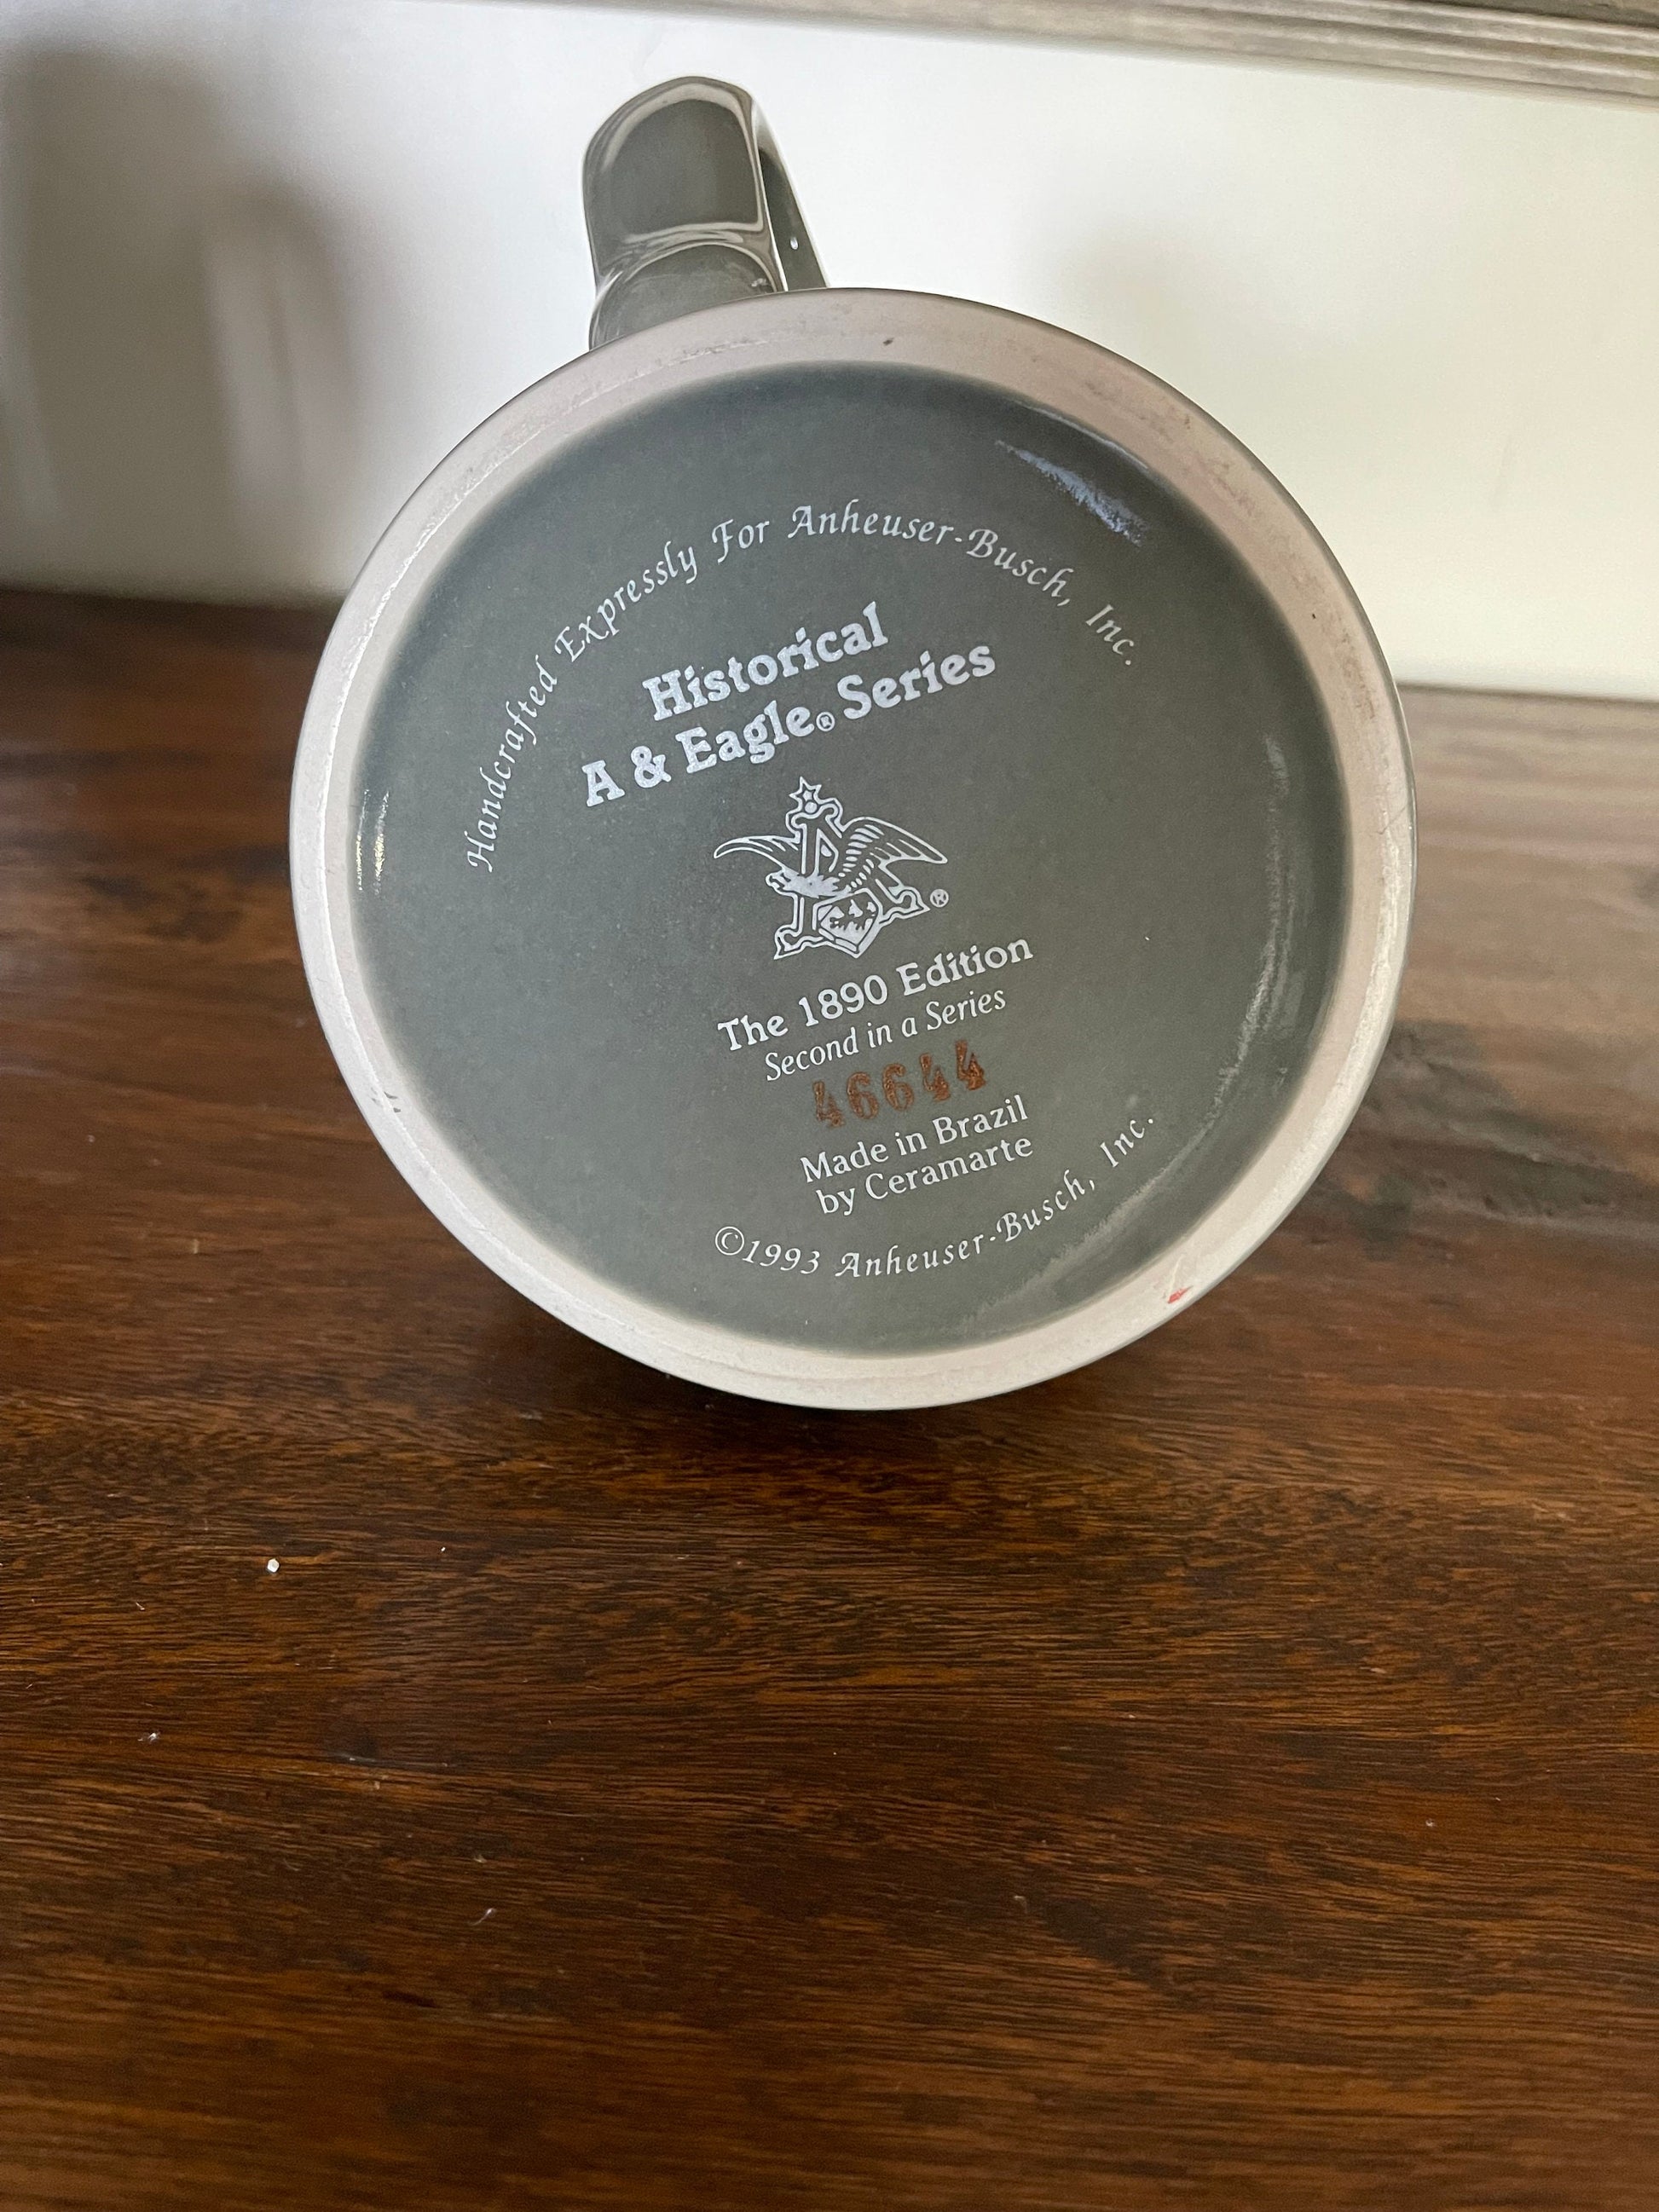 Handcrafted Expressly For Anheuser-Busch, Inc.
Historical
A & Eagle® Series
A
®
The 1890 Edition
Second in a Series
46644
Made in Brazil
by Ceramarte
©1993 Anheuser-Busch, Inc.